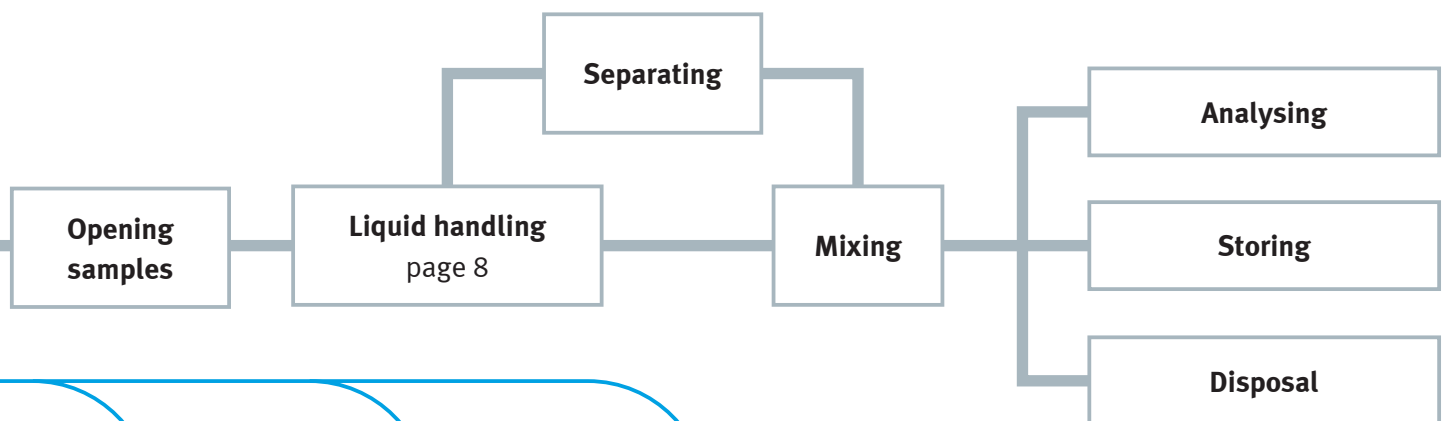 Separating
Analysing
Opening
samples
Liquid handling
page 8
Mixing
Storing
Disposal